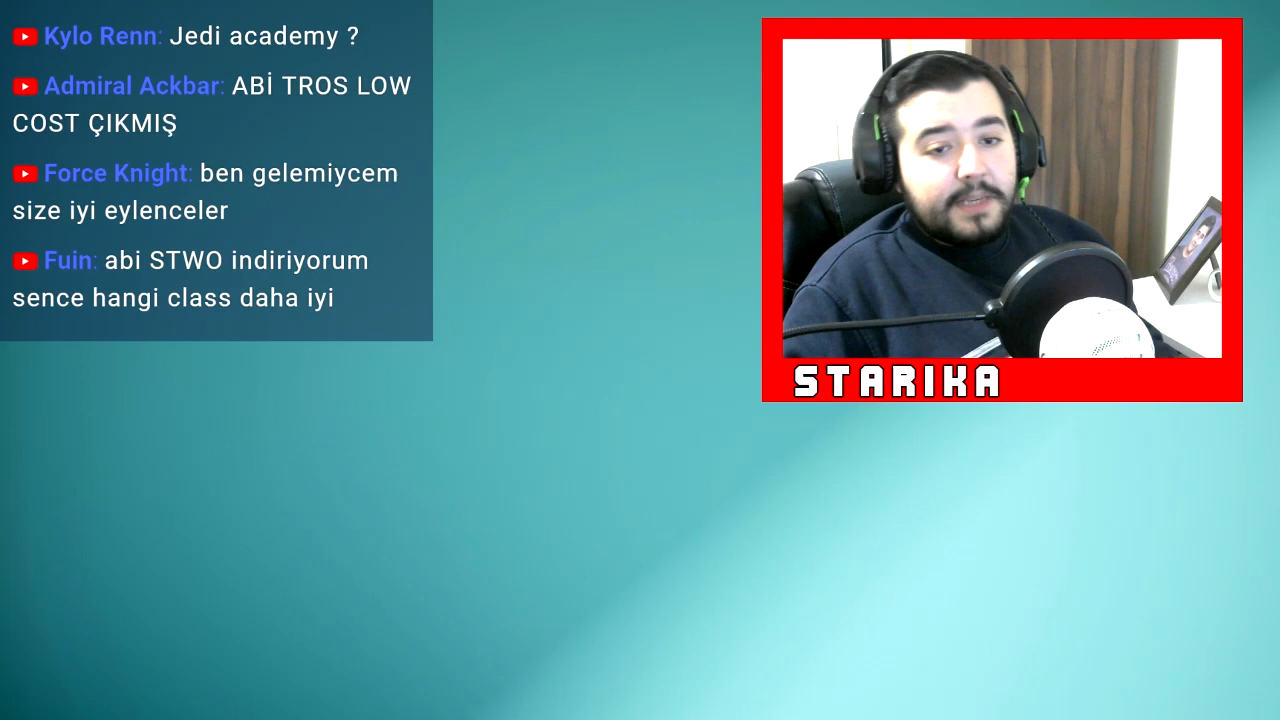 Kylo Renn: Jedi academy ?
Admiral Ackbar: ABİ TROS LOW
COST ÇIKMIŞ
Force Knight: ben gelemiycem
size iyi eylenceler
Fuin: abi STWO indiriyorum
sence hangi class daha iyi
STARIKA